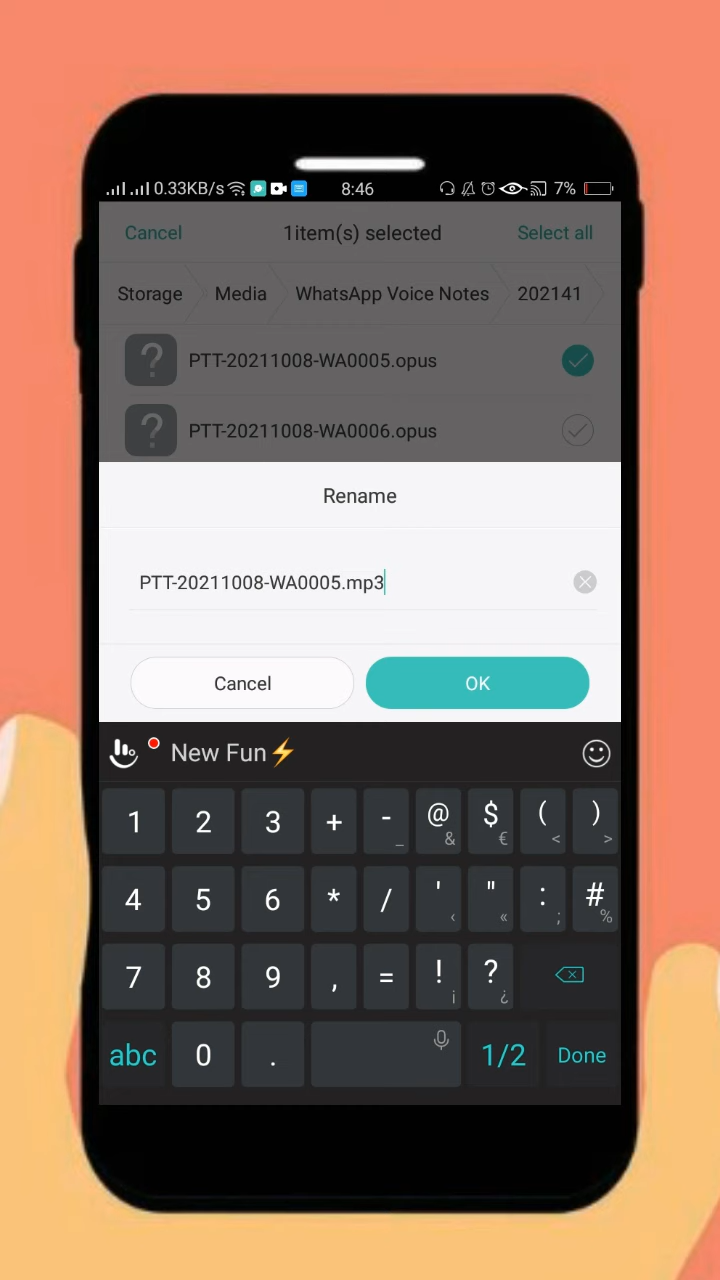 0.33KB/s 8:46 7%
Cancel 1item(s) selected Select all
Storage Media WhatsApp Voice Notes 202141
PTT-20211008-WA0005.opus
PTT-20211008-WA0006.opus
Rename
PTT-20211008-WA0005.mp3
Cancel OK
New Fun⚡
1 2 3 + - _ @ & $ € ( < ) >
4 5 6 * / ' ‹ " « : ; # %
7 8 9 , = ! ¡ ? ¿
abc 0 . 1/2 Done